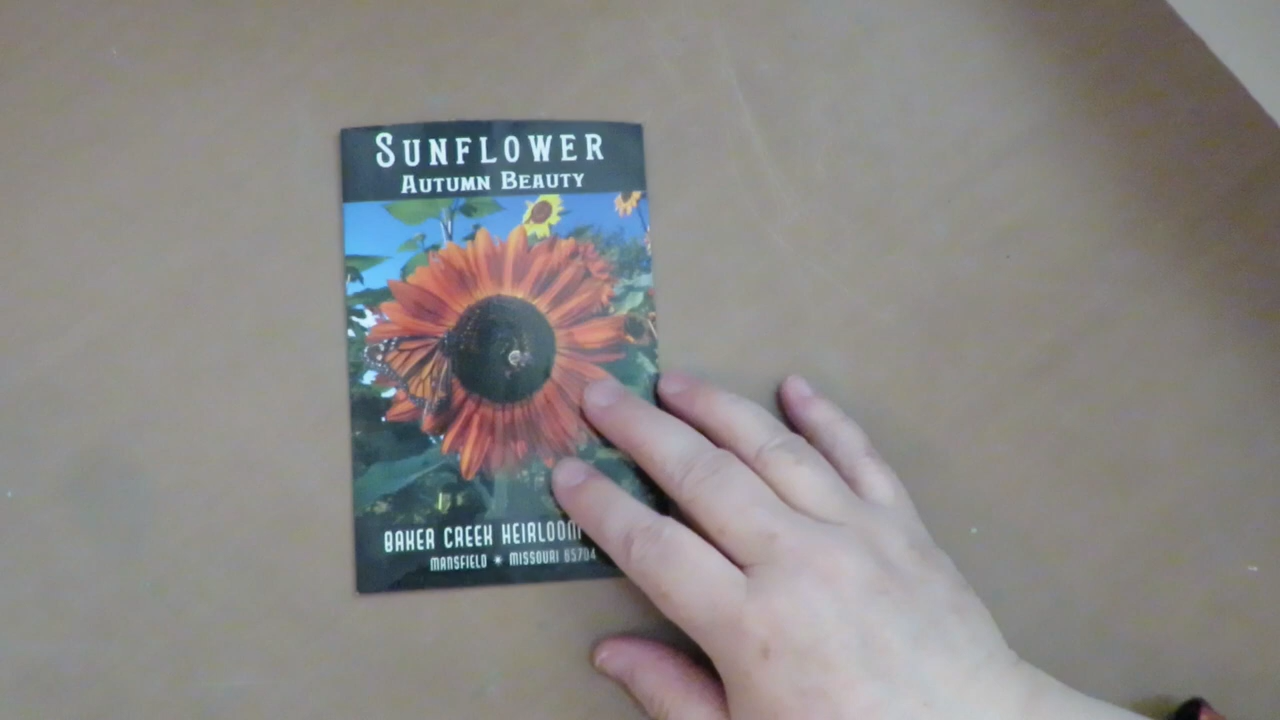 SUNFLOWER
AUTUMN BEAUTY
BAKER CREEK HEIRLOOM
MANSFIELD * MISSOURI 65704